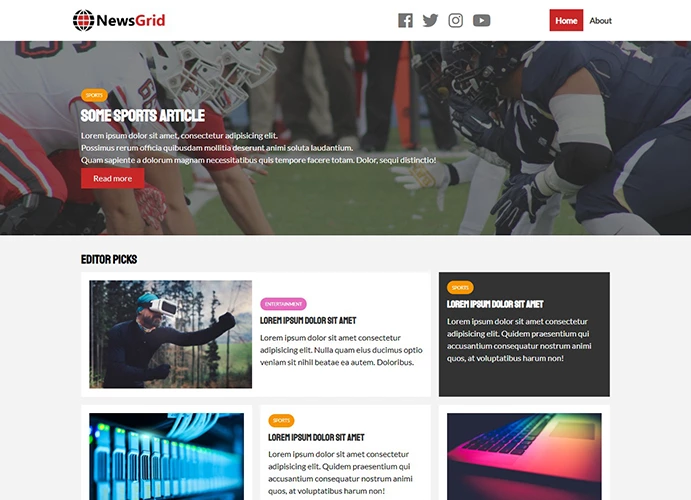 NewsGrid
Home
About
SPORTS
SOME SPORTS ARTICLE
Lorem ipsum dolor sit amet, consectetur adipisicing elit.
Possimus rerum officia quibusdam mollitia deserunt animi soluta laudantium.
Quam sapiente a dolorum magnam necessitatibus quis tempore facere totam. Dolor, sequi distinctio!
Read more
EDITOR PICKS
ENTERTAINMENT
LOREM IPSUM DOLOR SIT AMET
Lorem ipsum dolor sit amet consectetur
adipisicing elit. Nulla quam eius ducimus optio
veniam sit nihil beatae ea autem. Doloribus.
SPORTS
LOREM IPSUM DOLOR SIT AMET
Lorem ipsum dolor sit amet consectetur
adipisicing elit. Quidem praesentium qui
accusantium consequatur nostrum rerum
quos, at voluptatibus harum non!
SPORTS
LOREM IPSUM DOLOR SIT AMET
Lorem ipsum dolor sit amet consectetur
adipisicing elit. Quidem praesentium qui
accusantium consequatur nostrum rerum
quos, at voluptatibus harum non!